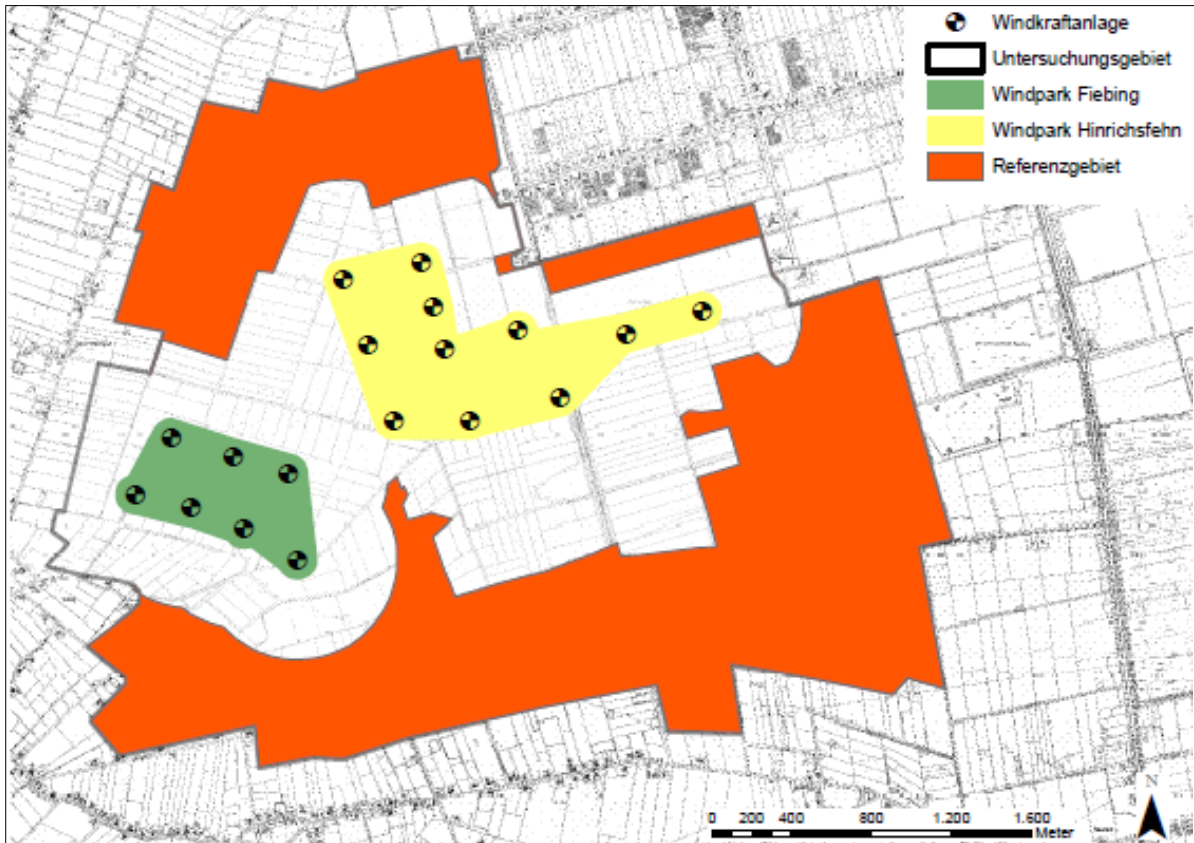 Windkraftanlage
Untersuchungsgebiet
Windpark Fiebing
Windpark Hinrichsfehn
Referenzgebiet
N
0 200 400 800 1.200 1.600
Meter